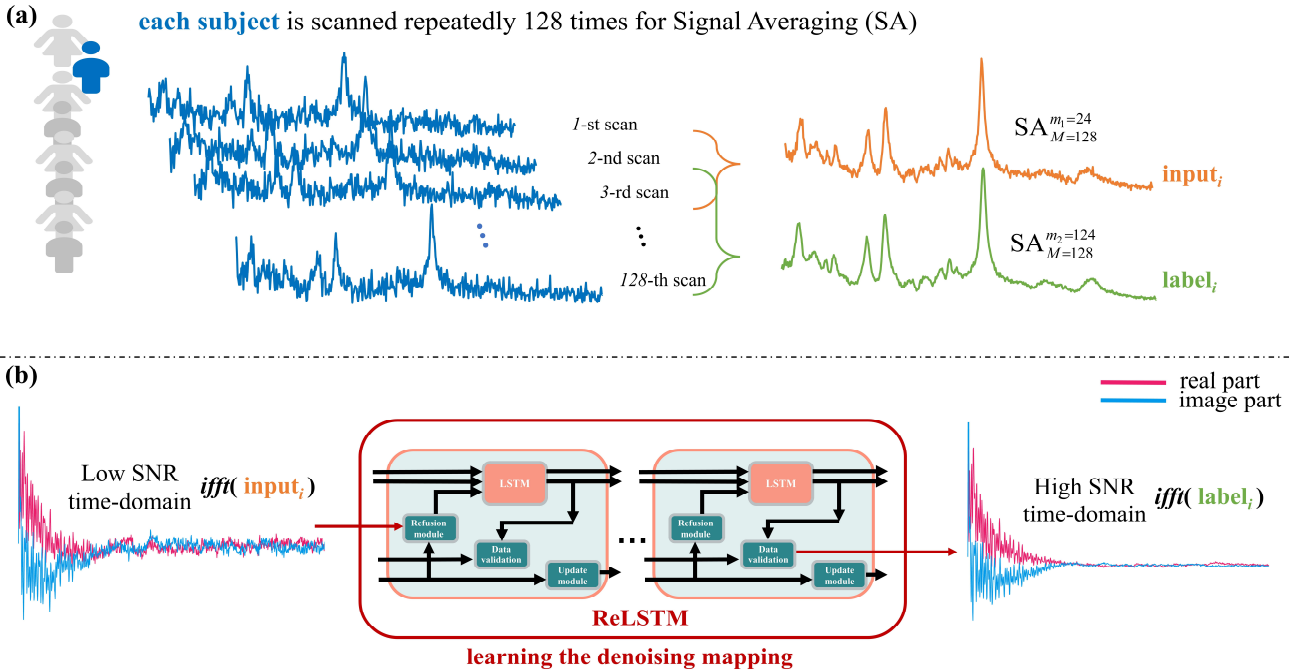 (a)
each subject is scanned repeatedly 128 times for Signal Averaging (SA)
1-st scan
2-nd scan
3-rd scan
128-th scan
SA m₁=24 M=128
input i
SA m₂=124 M=128
label i
(b)
real part
image part
Low SNR
time-domain ifft( input i )
LSTM
Refusion
module
Data
validation
Update
module
...
LSTM
Refusion
module
Data
validation
Update
module
ReLSTM
learning the denoising mapping
High SNR
time-domain ifft( label i )